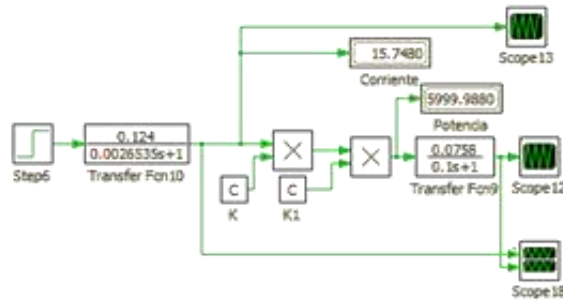 Scope13
15.7480
Corriente
5999.9880
Potencia
Step6
0.124
0.0026535s+1
Transfer Fcn10
C
K
C
K1
0.0758
0.1s+1
Transfer Fcn9
Scope12
Scope18